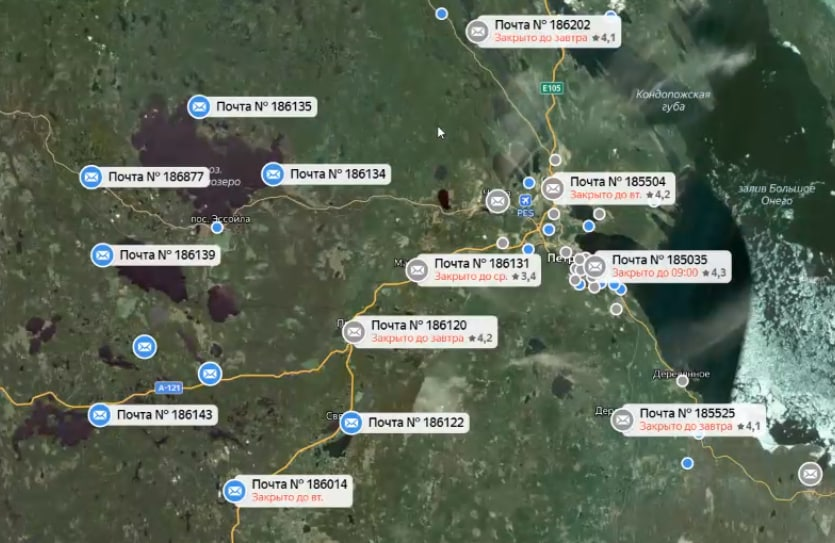 Почта № 186202
Закрыто до завтра ★4,1
E105
Кондопожская
губа
Почта № 186135
Почта № 186877
оз.
лозеро
Почта № 186134
Почта № 185504
Закрыто до вт. ★4,2
залив Большое
Онего
PES
пос. Эссойла
Почта № 186139
Почта № 186131
Закрыто до ср. ★3,4
Пет
Почта № 185035
Закрыто до 09:00 ★4,3
Почта № 186120
Закрыто до завтра ★4,2
А-121
Деревянное
Почта № 186143
Почта № 186122
Почта № 185525
Закрыто до завтра ★4,1
Почта № 186014
Закрыто до вт.